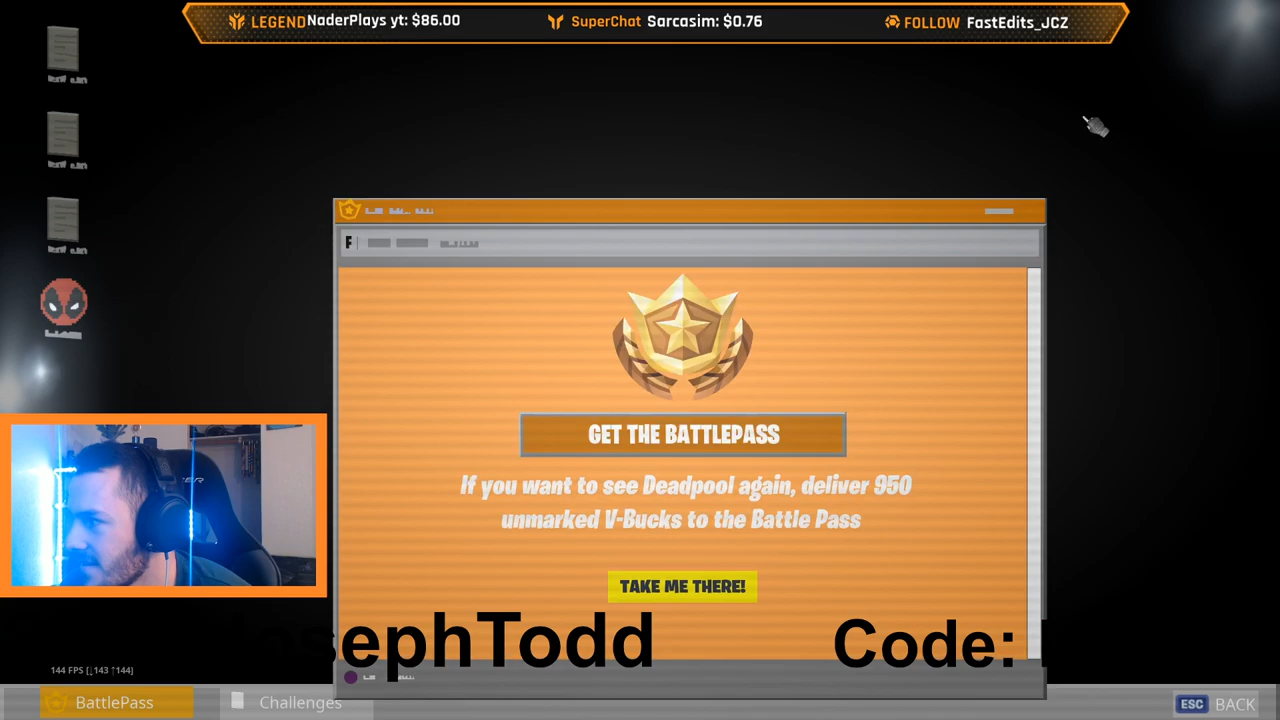 LEGEND NaderPlays yt: $86.00 SuperChat Sarcasim: $0.76 FOLLOW FastEdits_JCZ
F
GET THE BATTLEPASS
If you want to see Deadpool again, deliver 950
unmarked V-Bucks to the Battle Pass
TAKE ME THERE!
sephTodd Code:
144 FPS [↓143 ↑144]
BattlePass Challenges ESC BACK